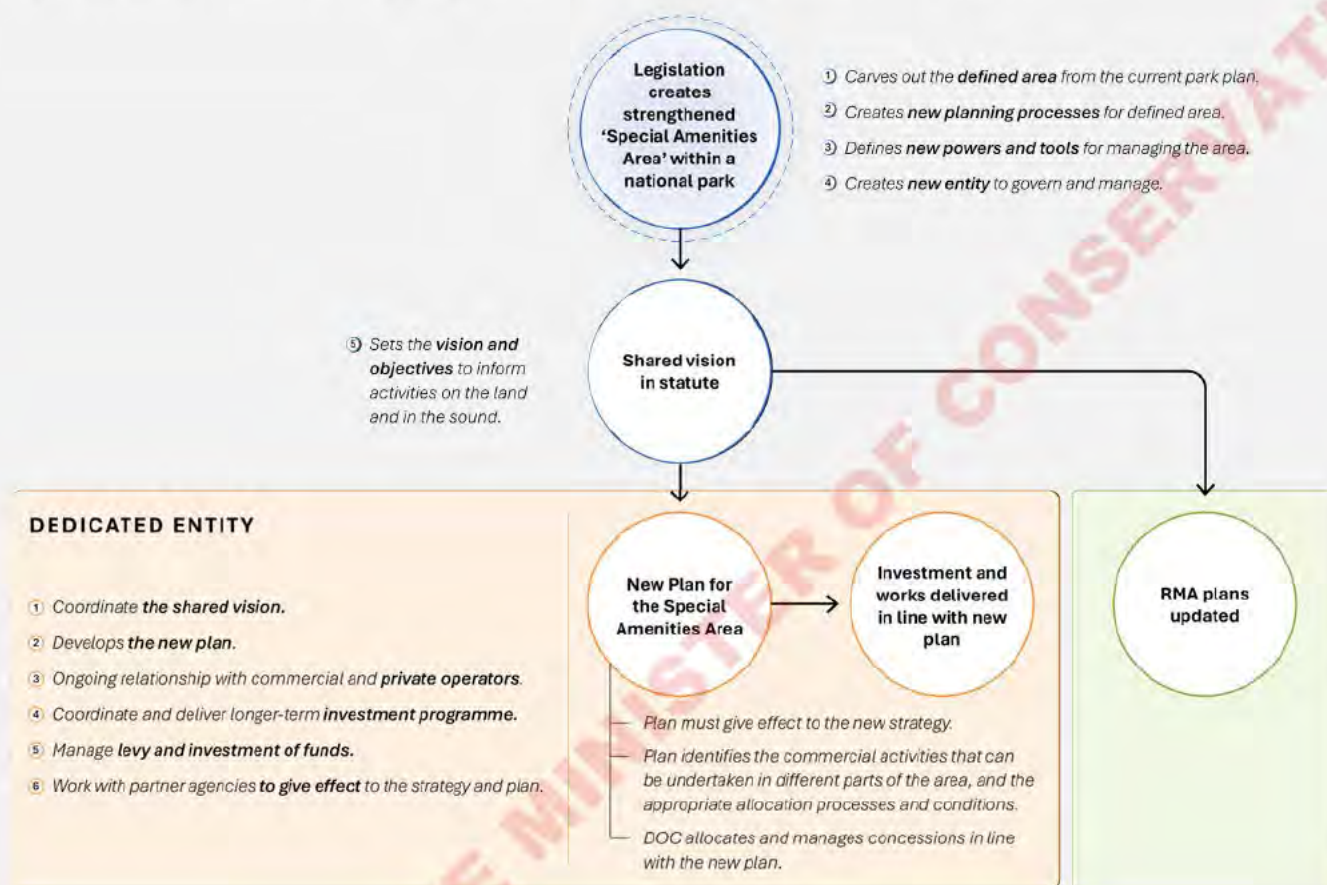 Legislation
creates
strengthened
‘Special Amenities
Area’ within a
national park
① Carves out the defined area from the current park plan.
② Creates new planning processes for defined area.
③ Defines new powers and tools for managing the area.
④ Creates new entity to govern and manage.
⑤ Sets the vision and
objectives to inform
activities on the land
and in the sound.
Shared vision
in statute
DEDICATED ENTITY
① Coordinate the shared vision.
② Develops the new plan.
③ Ongoing relationship with commercial and private operators.
④ Coordinate and deliver longer-term investment programme.
⑤ Manage levy and investment of funds.
⑥ Work with partner agencies to give effect to the strategy and plan.
New Plan for
the Special
Amenities Area
Investment and
works delivered
in line with new
plan
Plan must give effect to the new strategy.
Plan identifies the commercial activities that can
be undertaken in different parts of the area, and the
appropriate allocation processes and conditions.
DOC allocates and manages concessions in line
with the new plan.
RMA plans
updated
MINISTER OF